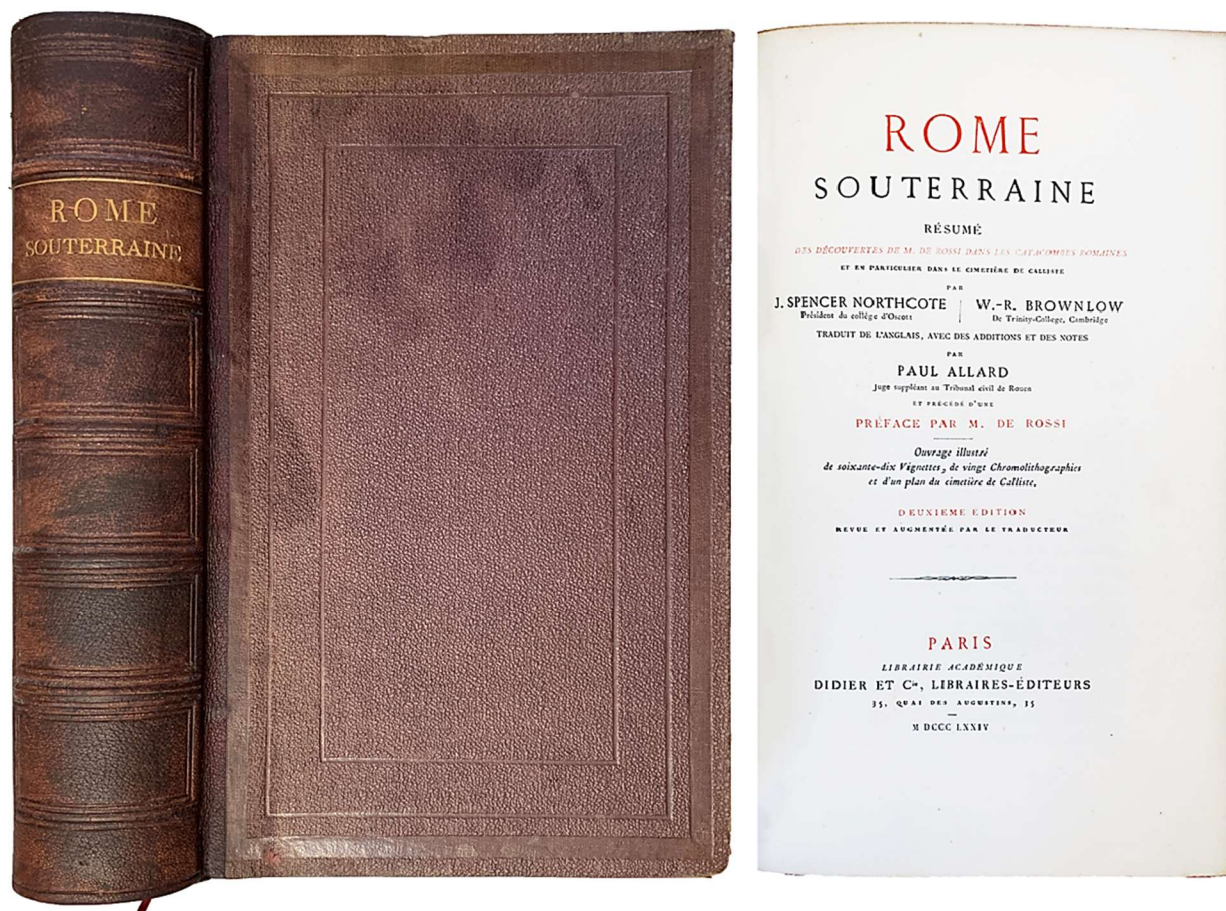 ROME
SOUTERRAINE
ROME
SOUTERRAINE
RÉSUMÉ
DES DÉCOUVERTES DE M. DE ROSSI DANS LES CATACOMBES ROMAINES
ET EN PARTICULIER DANS LE CIMETIÈRE DE CALLISTE
PAR
J. SPENCER NORTHCOTE
Président du collège d'Oscott
W.-R. BROWNLOW
De Trinity-College, Cambridge
TRADUIT DE L'ANGLAIS, AVEC DES ADDITIONS ET DES NOTES
PAR
PAUL ALLARD
Juge suppléant au Tribunal civil de Rouen
ET PRÉCÉDÉ D'UNE
PRÉFACE PAR M. DE ROSSI
Ouvrage illustré
de soixante-dix Vignettes, de vingt Chromolithographies
et d'un plan du cimetière de Calliste.
DEUXIEME EDITION
REVUE ET AUGMENTÉE PAR LE TRADUCTEUR
PARIS
LIBRAIRIE ACADÉMIQUE
DIDIER ET Cie, LIBRAIRES-ÉDITEURS
35, QUAI DES AUGUSTINS, 35
M DCCC LXXIV